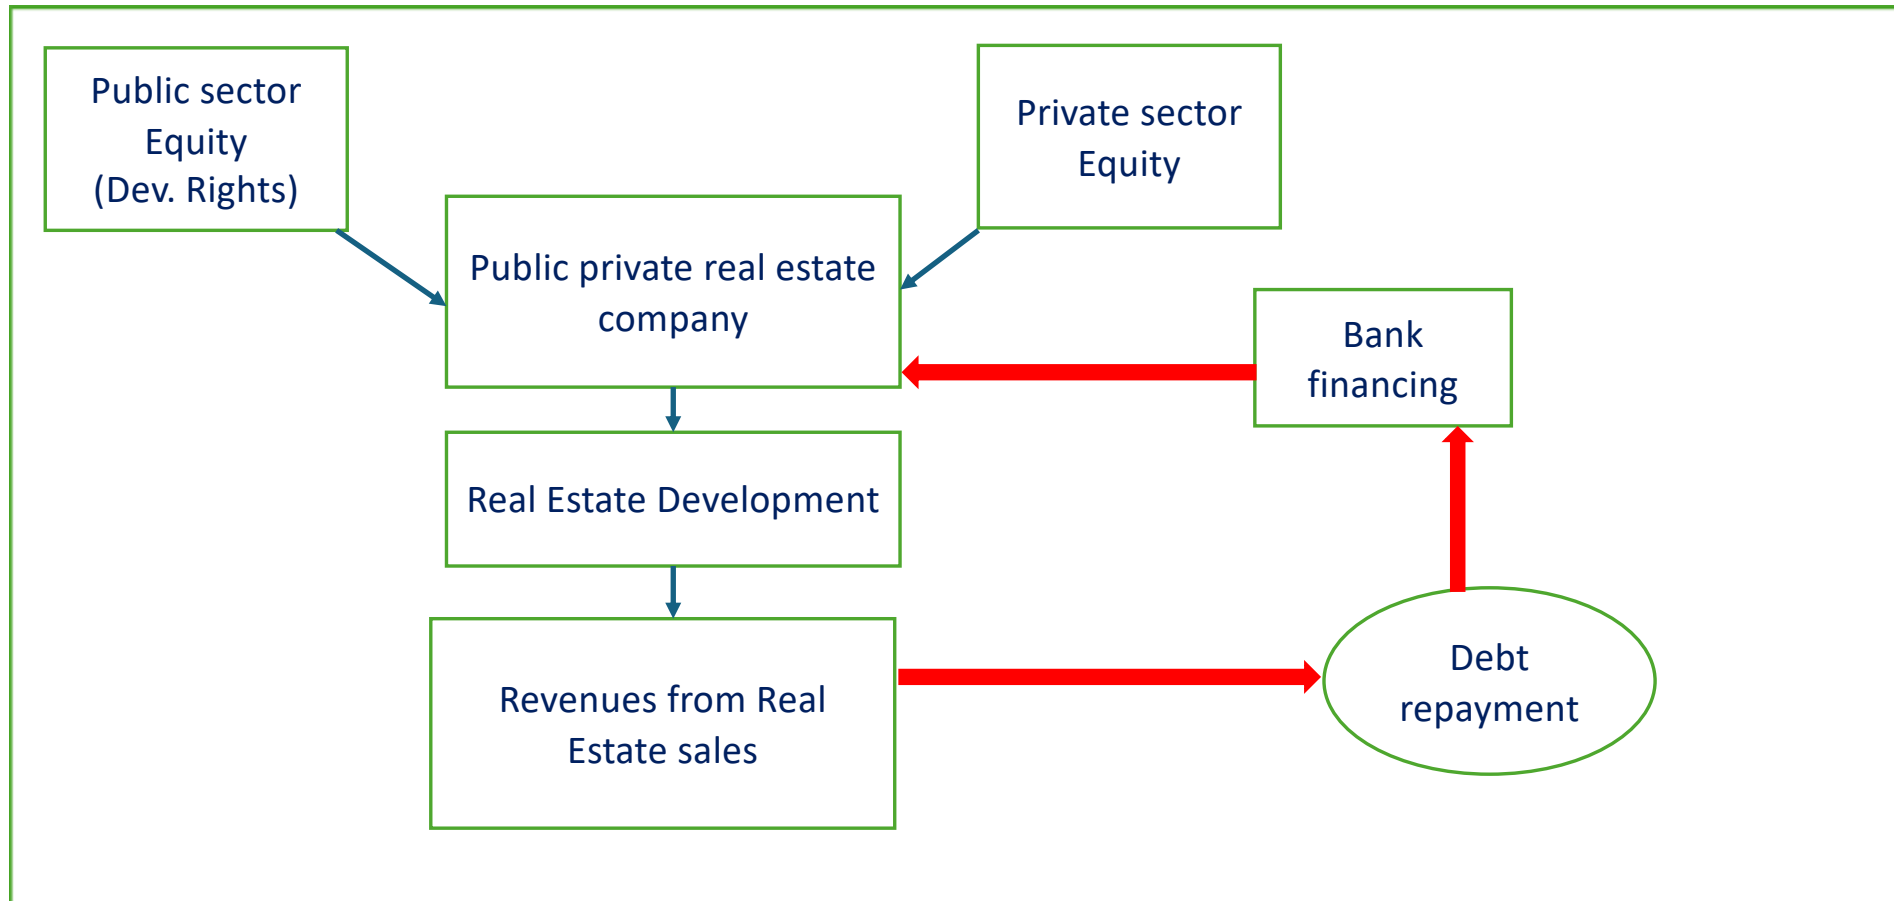 Public sector
Equity
(Dev. Rights)
Private sector
Equity
Public private real estate
company
Bank
financing
Real Estate Development
Revenues from Real
Estate sales
Debt
repayment